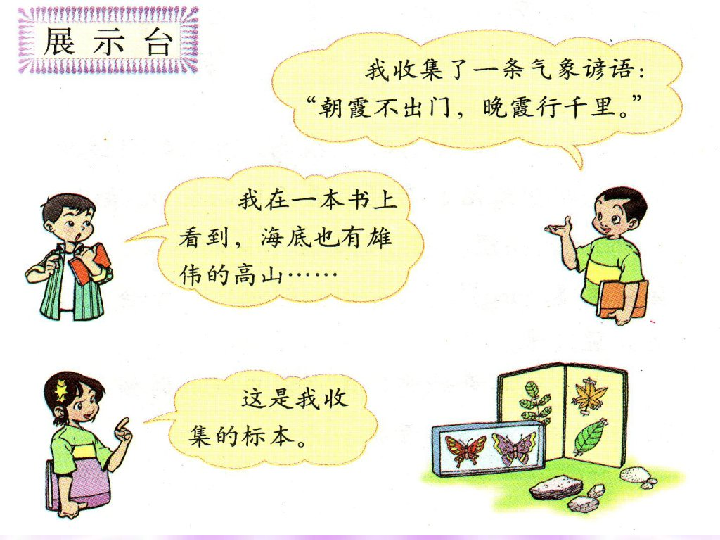 展示台
我收集了一条气象谚语：
“朝霞不出门，晚霞行千里。”
我在一本书上
看到，海底也有雄
伟的高山……
这是我收
集的标本。